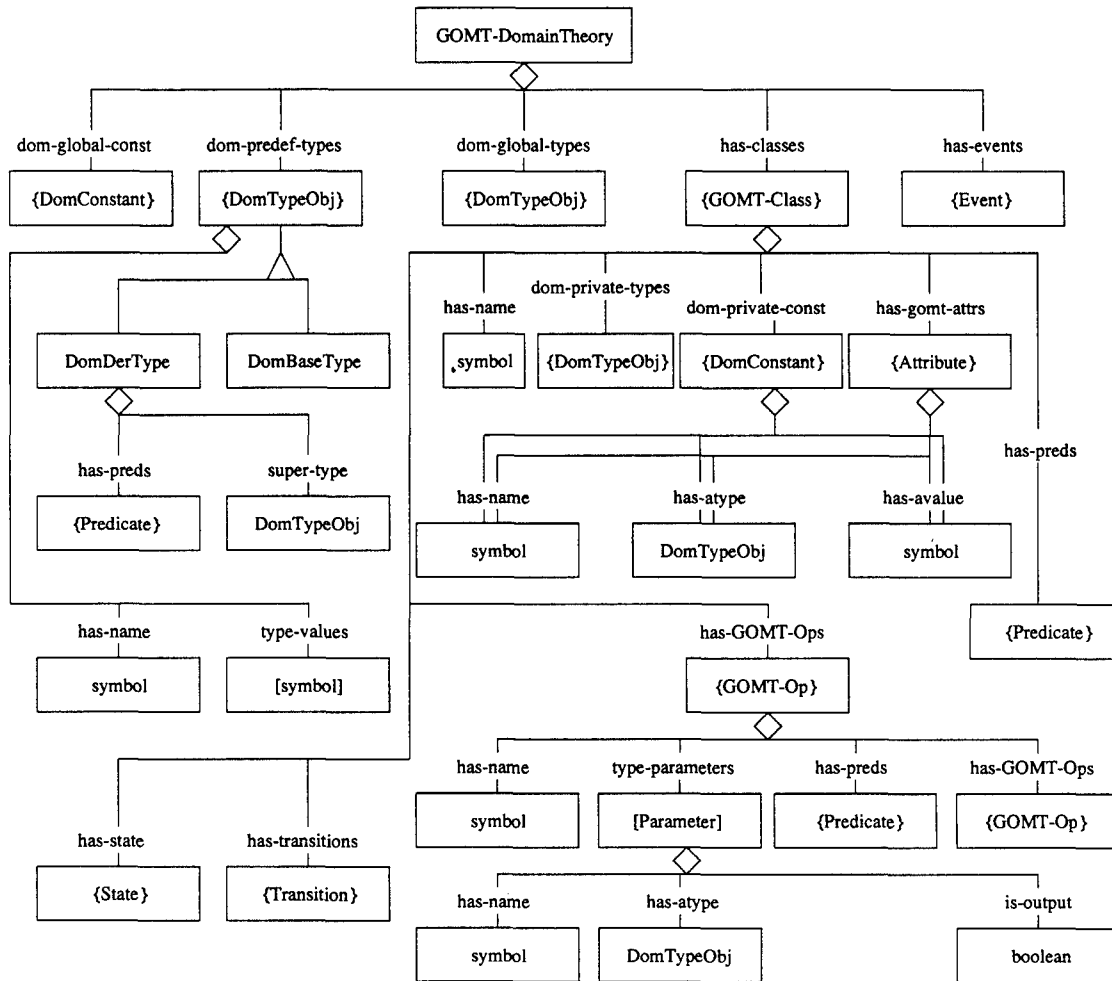 GOMT-DomainTheory
dom-global-const
dom-predef-types
dom-global-types
has-classes
has-events
{DomConstant}
{DomTypeObj}
{DomTypeObj}
{GOMT-Class}
{Event}
has-name
dom-private-types
dom-private-const
has-gomt-attrs
DomDerType
DomBaseType
symbol
{DomTypeObj}
{DomConstant}
{Attribute}
has-preds
has-preds
super-type
has-name
has-atype
has-avalue
{Predicate}
DomTypeObj
symbol
DomTypeObj
symbol
has-name
type-values
has-GOMT-Ops
{Predicate}
symbol
[symbol]
{GOMT-Op}
has-name
type-parameters
has-preds
has-GOMT-Ops
symbol
[Parameter]
{Predicate}
{GOMT-Op}
has-state
has-transitions
{State}
{Transition}
has-name
has-atype
is-output
symbol
DomTypeObj
boolean